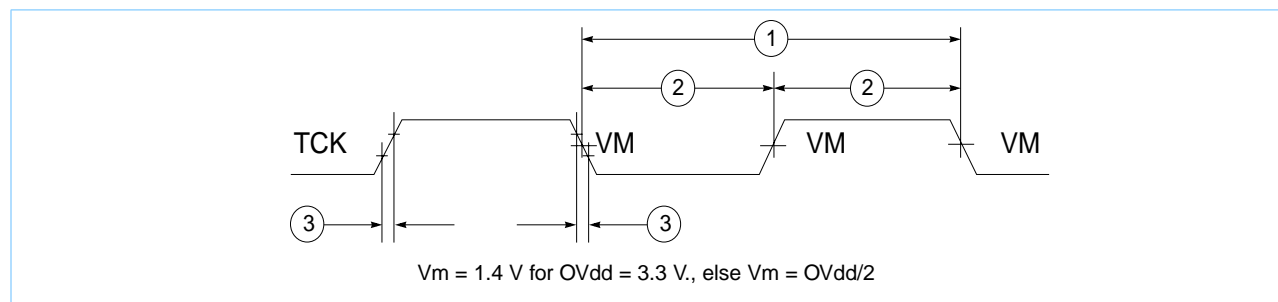 1
2 2
TCK VM VM VM
3 3
Vm = 1.4 V for OVdd = 3.3 V., else Vm = OVdd/2